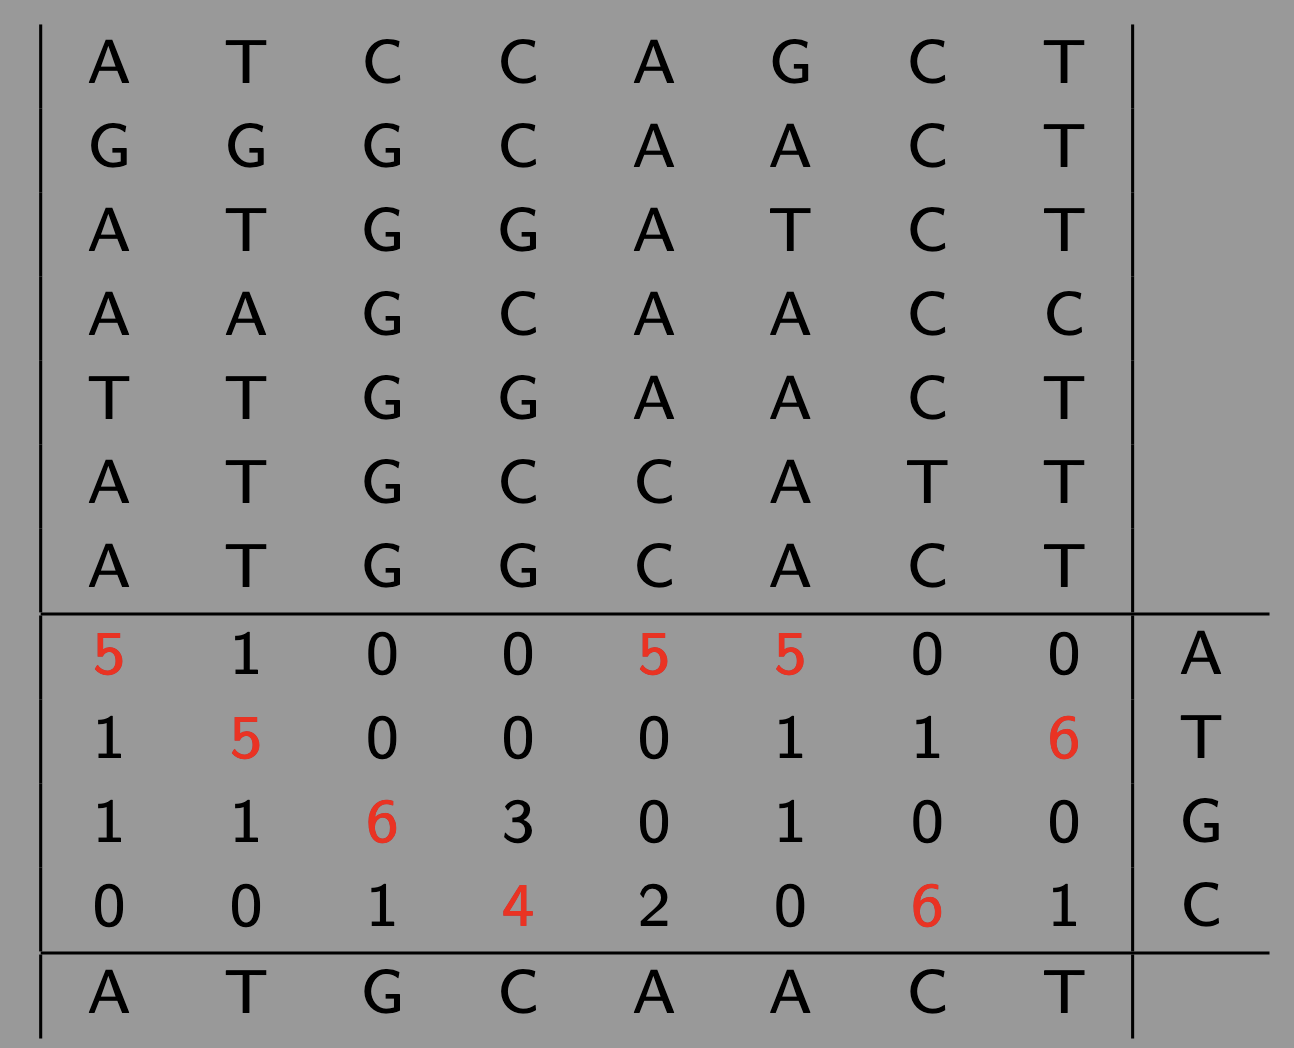 A T C C A G C T
G G G C A A C T
A T G G A T C T
A A G C A A C C
T T G G A A C T
A T G C C A T T
A T G G C A C T
5 1 0 0 5 5 0 0 A
1 5 0 0 0 1 1 6 T
1 1 6 3 0 1 0 0 G
0 0 1 4 2 0 6 1 C
A T G C A A C T